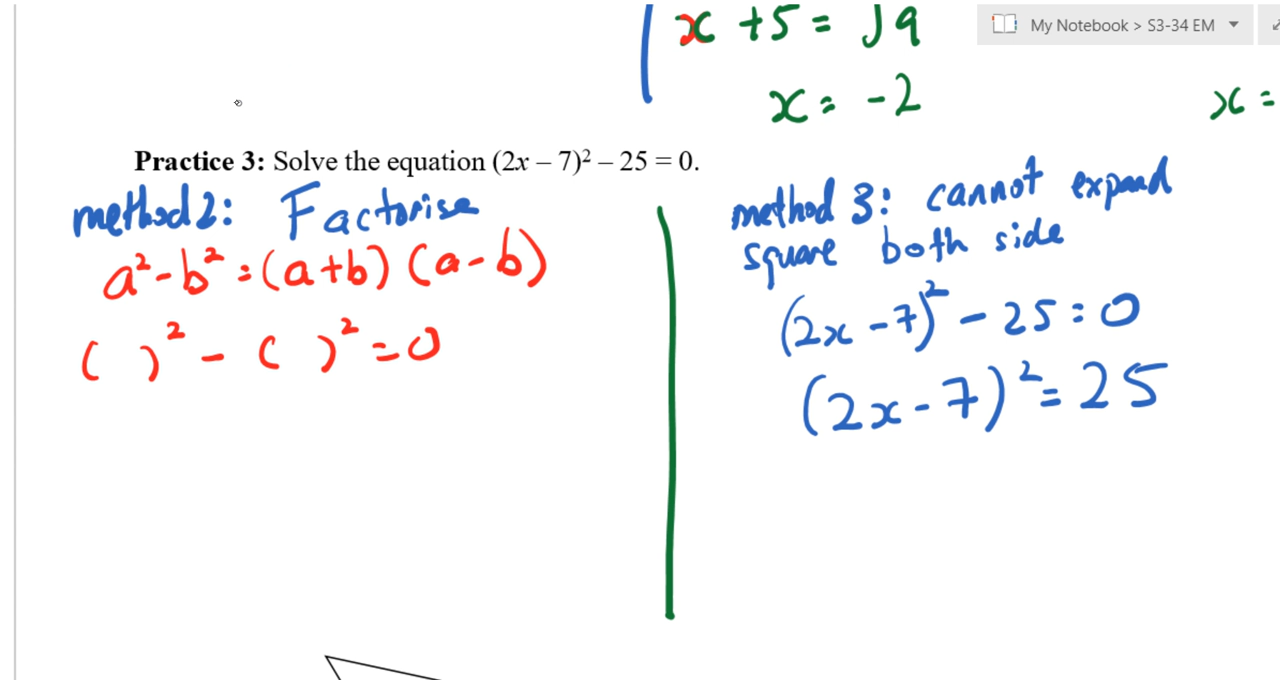 x + 5 = √9
My Notebook > S3-34 EM
x = -2
x =
Practice 3: Solve the equation (2x – 7)² – 25 = 0.
method 2: Factorise
a² - b² = (a+b) (a-b)
( )² - ( )² = 0
method 3: cannot expand
square both side
(2x - 7)² - 25 = 0
(2x - 7)² = 25